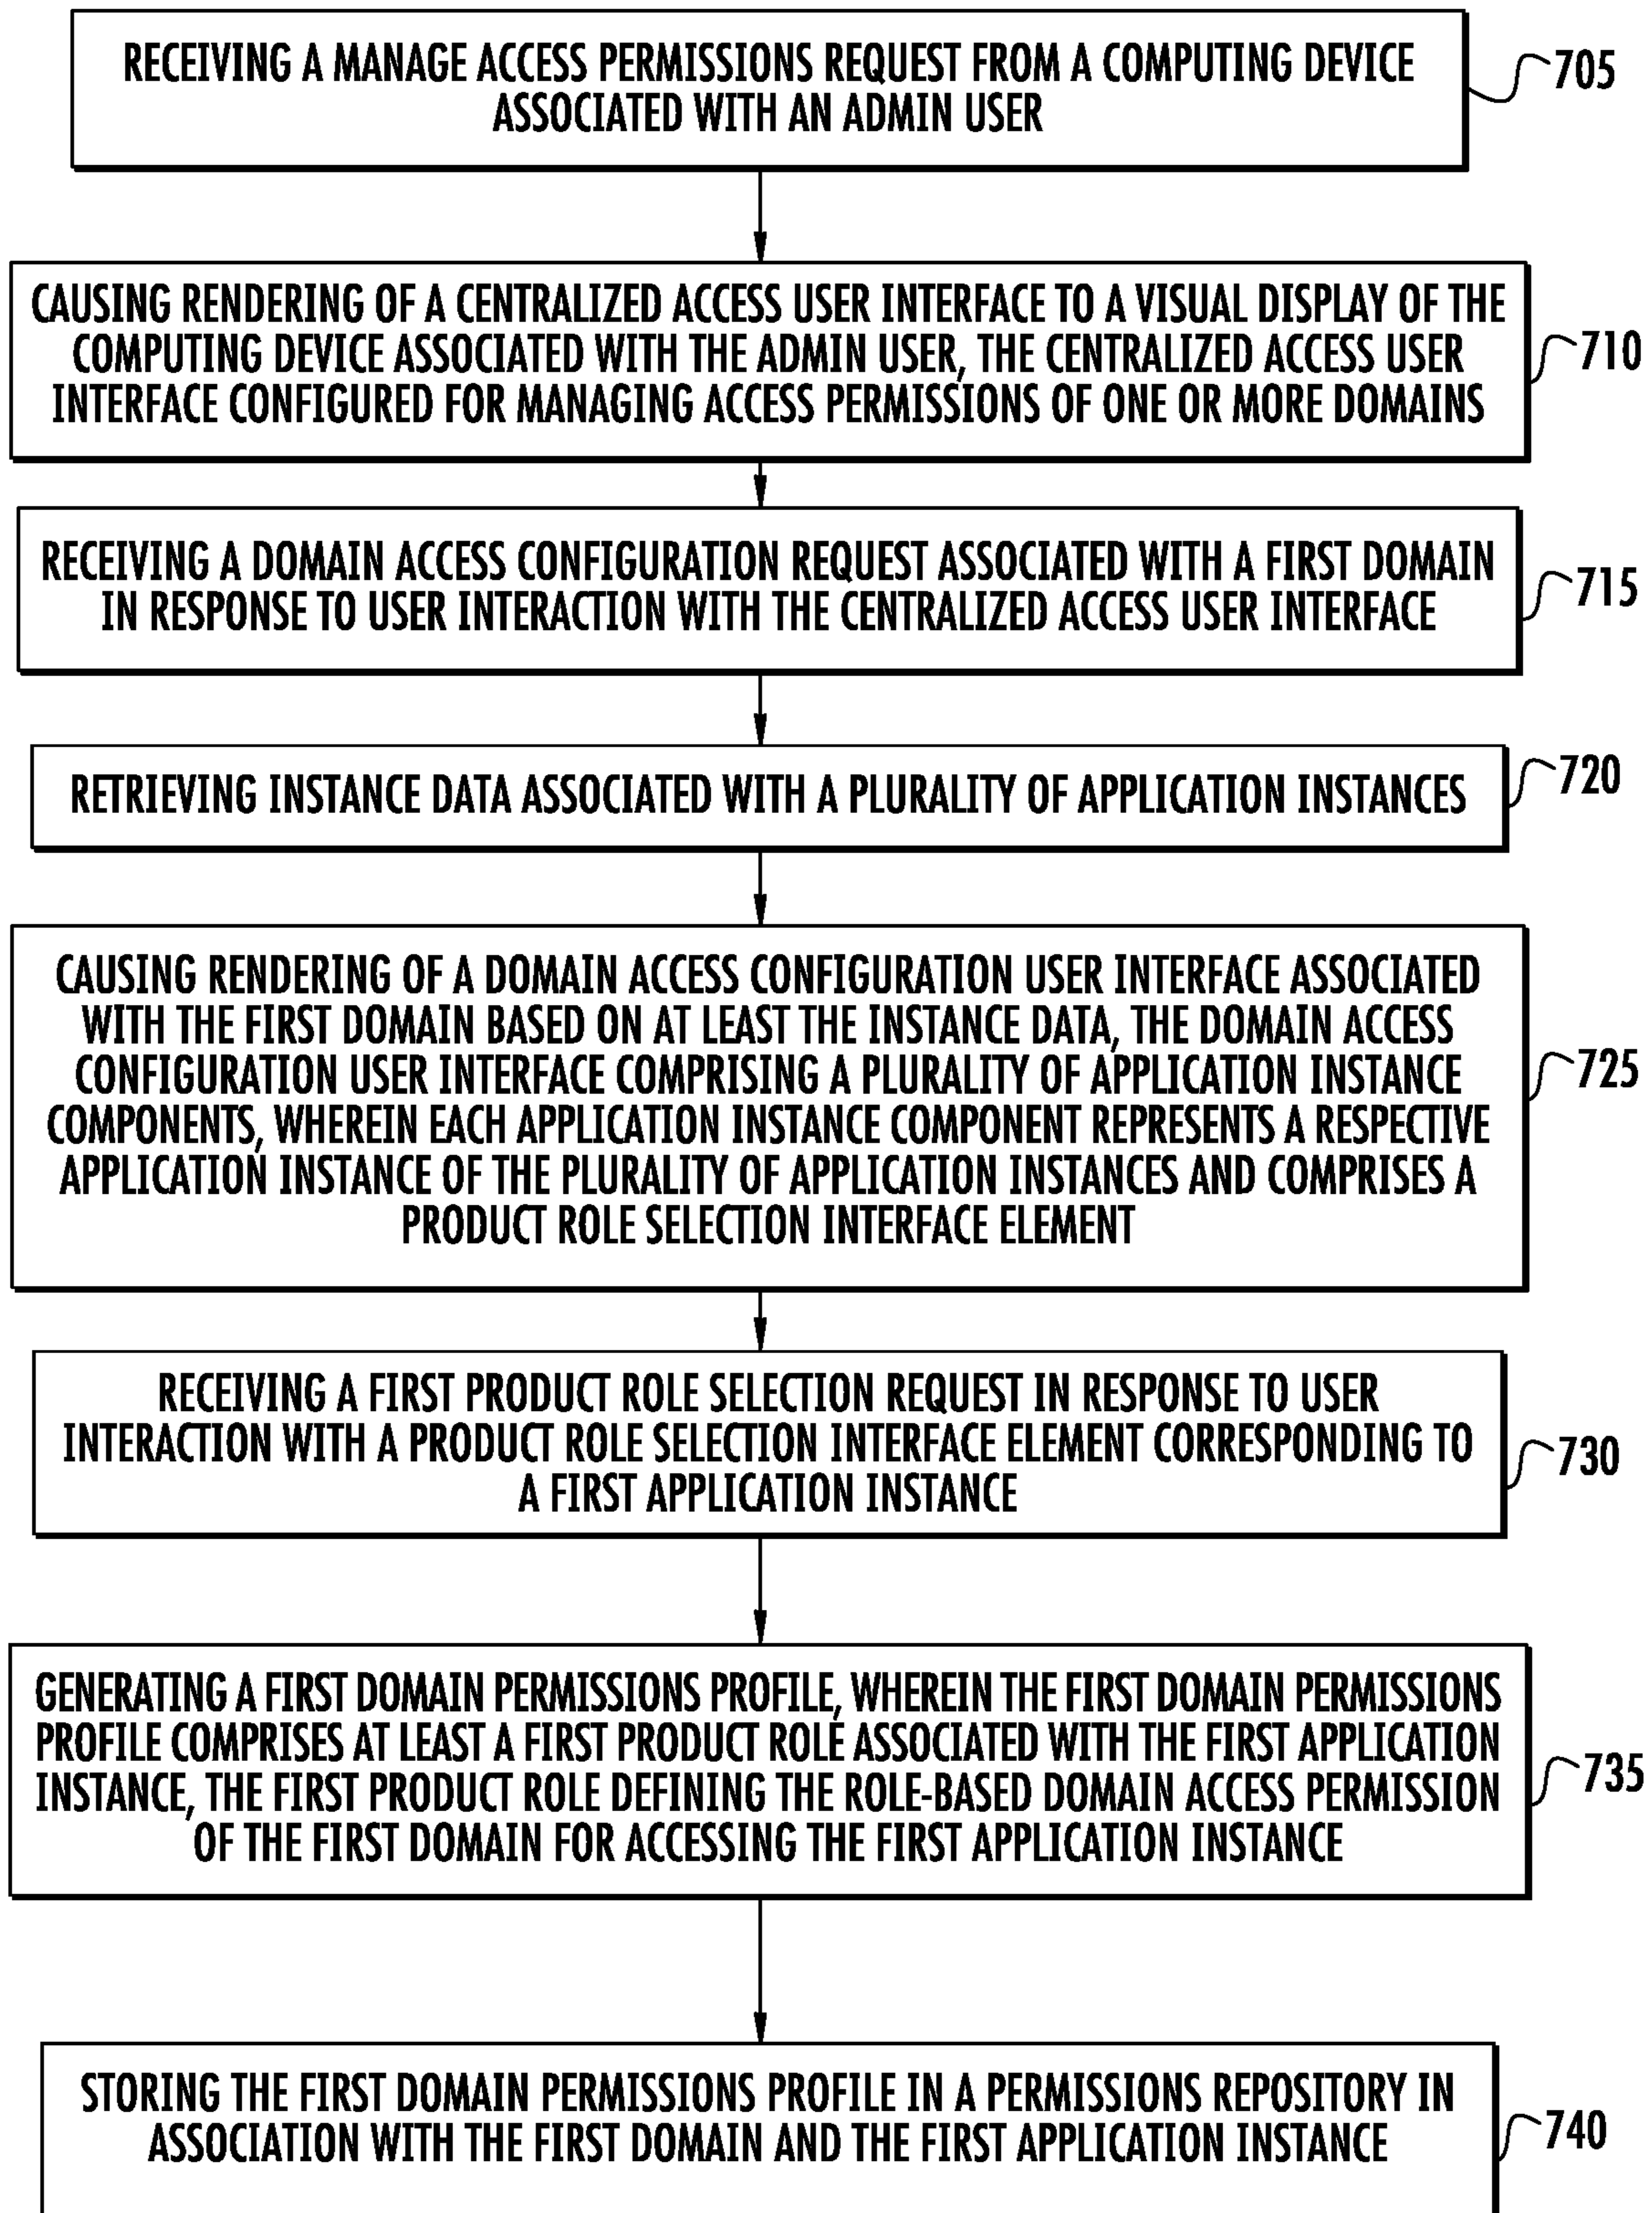 RECEIVING A MANAGE ACCESS PERMISSIONS REQUEST FROM A COMPUTING DEVICE
ASSOCIATED WITH AN ADMIN USER
705
CAUSING RENDERING OF A CENTRALIZED ACCESS USER INTERFACE TO A VISUAL DISPLAY OF THE
COMPUTING DEVICE ASSOCIATED WITH THE ADMIN USER, THE CENTRALIZED ACCESS USER
INTERFACE CONFIGURED FOR MANAGING ACCESS PERMISSIONS OF ONE OR MORE DOMAINS
710
RECEIVING A DOMAIN ACCESS CONFIGURATION REQUEST ASSOCIATED WITH A FIRST DOMAIN
IN RESPONSE TO USER INTERACTION WITH THE CENTRALIZED ACCESS USER INTERFACE
715
RETRIEVING INSTANCE DATA ASSOCIATED WITH A PLURALITY OF APPLICATION INSTANCES
720
CAUSING RENDERING OF A DOMAIN ACCESS CONFIGURATION USER INTERFACE ASSOCIATED
WITH THE FIRST DOMAIN BASED ON AT LEAST THE INSTANCE DATA, THE DOMAIN ACCESS
CONFIGURATION USER INTERFACE COMPRISING A PLURALITY OF APPLICATION INSTANCE
COMPONENTS, WHEREIN EACH APPLICATION INSTANCE COMPONENT REPRESENTS A RESPECTIVE
APPLICATION INSTANCE OF THE PLURALITY OF APPLICATION INSTANCES AND COMPRISES A
PRODUCT ROLE SELECTION INTERFACE ELEMENT
725
RECEIVING A FIRST PRODUCT ROLE SELECTION REQUEST IN RESPONSE TO USER
INTERACTION WITH A PRODUCT ROLE SELECTION INTERFACE ELEMENT CORRESPONDING TO
A FIRST APPLICATION INSTANCE
730
GENERATING A FIRST DOMAIN PERMISSIONS PROFILE, WHEREIN THE FIRST DOMAIN PERMISSIONS
PROFILE COMPRISES AT LEAST A FIRST PRODUCT ROLE ASSOCIATED WITH THE FIRST APPLICATION
INSTANCE, THE FIRST PRODUCT ROLE DEFINING THE ROLE-BASED DOMAIN ACCESS PERMISSION
OF THE FIRST DOMAIN FOR ACCESSING THE FIRST APPLICATION INSTANCE
735
STORING THE FIRST DOMAIN PERMISSIONS PROFILE IN A PERMISSIONS REPOSITORY IN
ASSOCIATION WITH THE FIRST DOMAIN AND THE FIRST APPLICATION INSTANCE
740